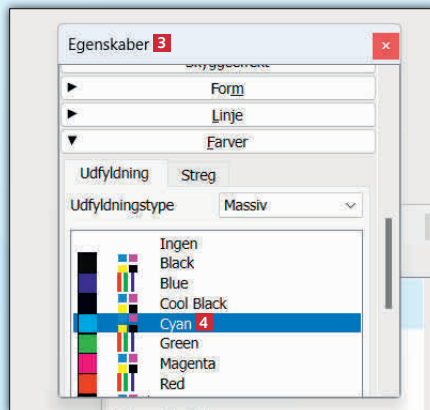 Egenskaber 3
Skyggeeffekt
Form
Linje
Farver
Udfyldning Streg
Udfyldningstype Massiv
Ingen
Black
Blue
Cool Black
Cyan 4
Green
Magenta
Red